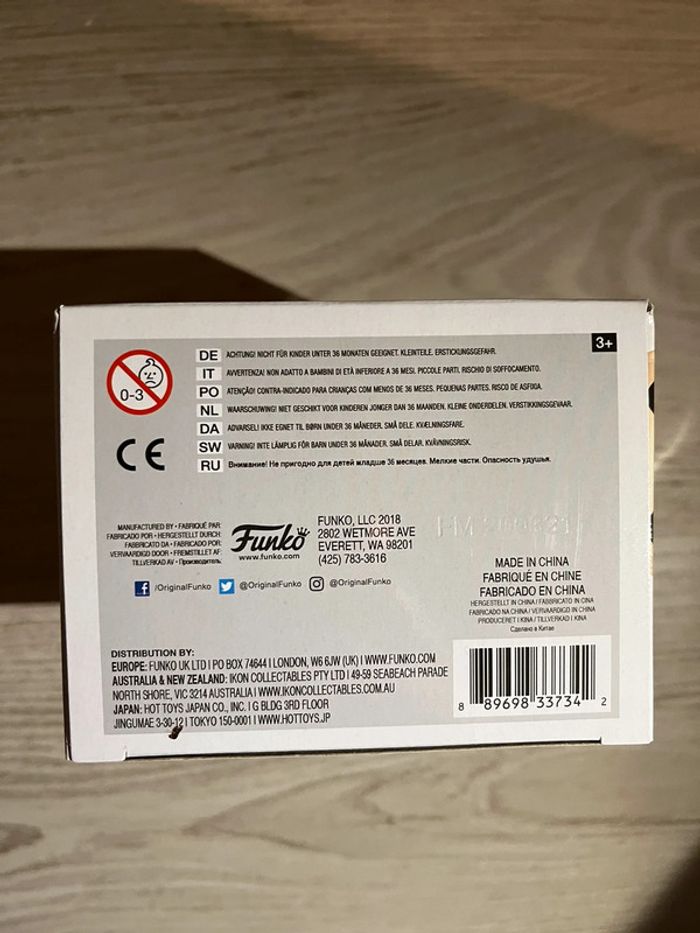 3+
0-3
DE ACHTUNG! NICHT FÜR KINDER UNTER 36 MONATEN GEEIGNET. KLEINTEILE. ERSTICKUNGSGEFAHR.
IT AVVERTENZA! NON ADATTO A BAMBINI DI ETÀ INFERIORE A 36 MESI. PICCOLE PARTI. RISCHIO DI SOFFOCAMENTO.
PO ATENÇÃO! CONTRA-INDICADO PARA CRIANÇAS COM MENOS DE 36 MESES. PEQUENAS PARTES. RISCO DE ASFIXIA.
NL WAARSCHUWING! NIET GESCHIKT VOOR KINDEREN JONGER DAN 36 MAANDEN. KLEINE ONDERDELEN. VERSTIKKINGSGEVAAR.
DA ADVARSEL! IKKE EGNET TIL BØRN UNDER 36 MÅNEDER. SMÅ DELE. KVÆLNINGSFARE.
SW VARNING! INTE LÄMPLIG FÖR BARN UNDER 36 MÅNADER. SMÅ DELAR. KVÄVNINGSRISK.
RU Внимание! Не пригодно для детей младше 36 месяцев. Мелкие части. Опасность удушья.
CE
MANUFACTURED BY • FABRIQUÉ PAR:
FABRICADO POR • HERGESTELLT DURCH:
FABBRICATO DA • FABRICADO POR:
VERVAARDIGD DOOR • FREMSTILLET AF:
TILLVERKAD AV • Производитель:
Funko
www.funko.com
FUNKO, LLC 2018
2802 WETMORE AVE
EVERETT, WA 98201
(425) 783-3616
/OriginalFunko @OriginalFunko @OriginalFunko
MADE IN CHINA
FABRIQUÉ EN CHINE
FABRICADO EN CHINA
HERGESTELLT IN CHINA / FABBRICATO IN CINA
FABRICADO NA CHINA / VERVAARDIGD IN CHINA
PRODUCERET I KINA / TILLVERKAD I KINA
Сделано в Китае
DISTRIBUTION BY:
EUROPE: FUNKO UK LTD | PO BOX 74644 | LONDON, W6 6JW (UK) | WWW.FUNKO.COM
AUSTRALIA & NEW ZEALAND: IKON COLLECTABLES PTY LTD | 49-59 SEABEACH PARADE
NORTH SHORE, VIC 3214 AUSTRALIA | WWW.IKONCOLLECTABLES.COM.AU
JAPAN: HOT TOYS JAPAN CO., INC. | G BLDG 3RD FLOOR
JINGUMAE 3-30-12 | TOKYO 150-0001 | WWW.HOTTOYS.JP
8 89698 33734 2